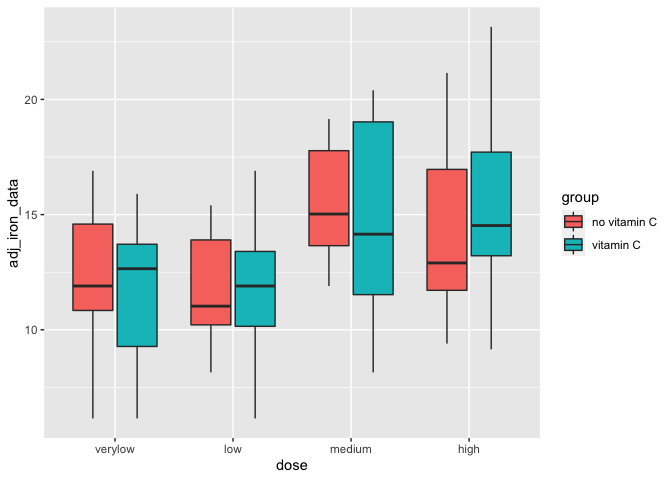 20
15
10
adj_iron_data
verylow low medium high
dose
group
no vitamin C
vitamin C